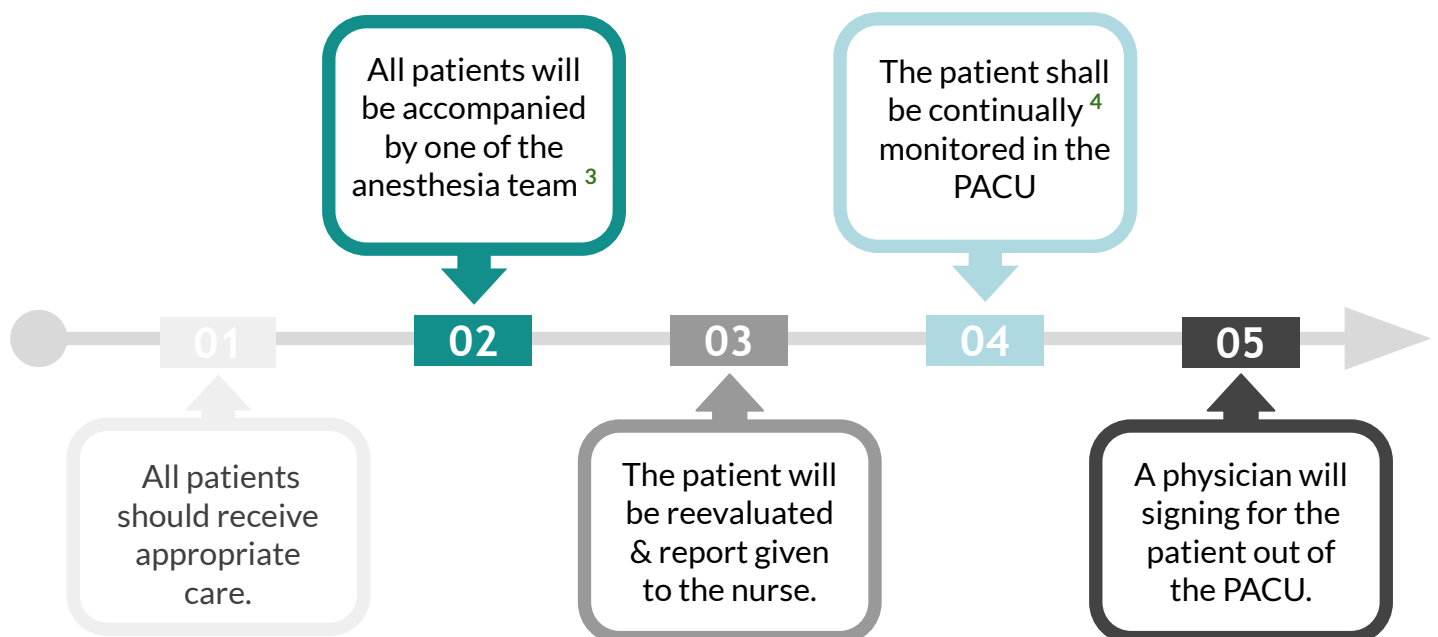 All patients will
be accompanied
by one of the
anesthesia team 3
The patient shall
be continually 4
monitored in the
PACU
01
02
03
04
05
All patients
should receive
appropriate
care.
The patient will
be reevaluated
& report given
to the nurse.
A physician will
signing for the
patient out of
the PACU.